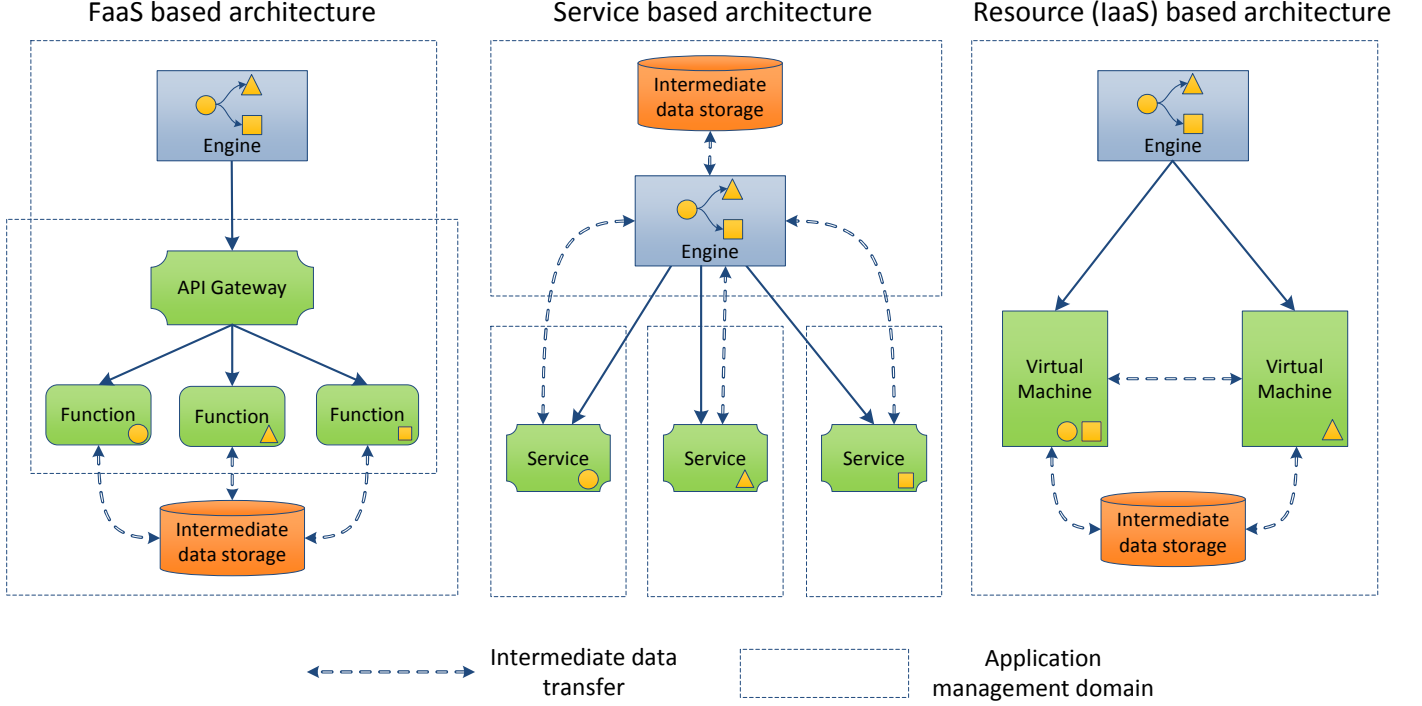 FaaS based architecture
Engine
API Gateway
Function
Function
Function
Intermediate
data storage
Service based architecture
Intermediate
data storage
Engine
Service
Service
Service
Resource (IaaS) based architecture
Engine
Virtual
Machine
Virtual
Machine
Intermediate
data storage
Intermediate data
transfer
Application
management domain